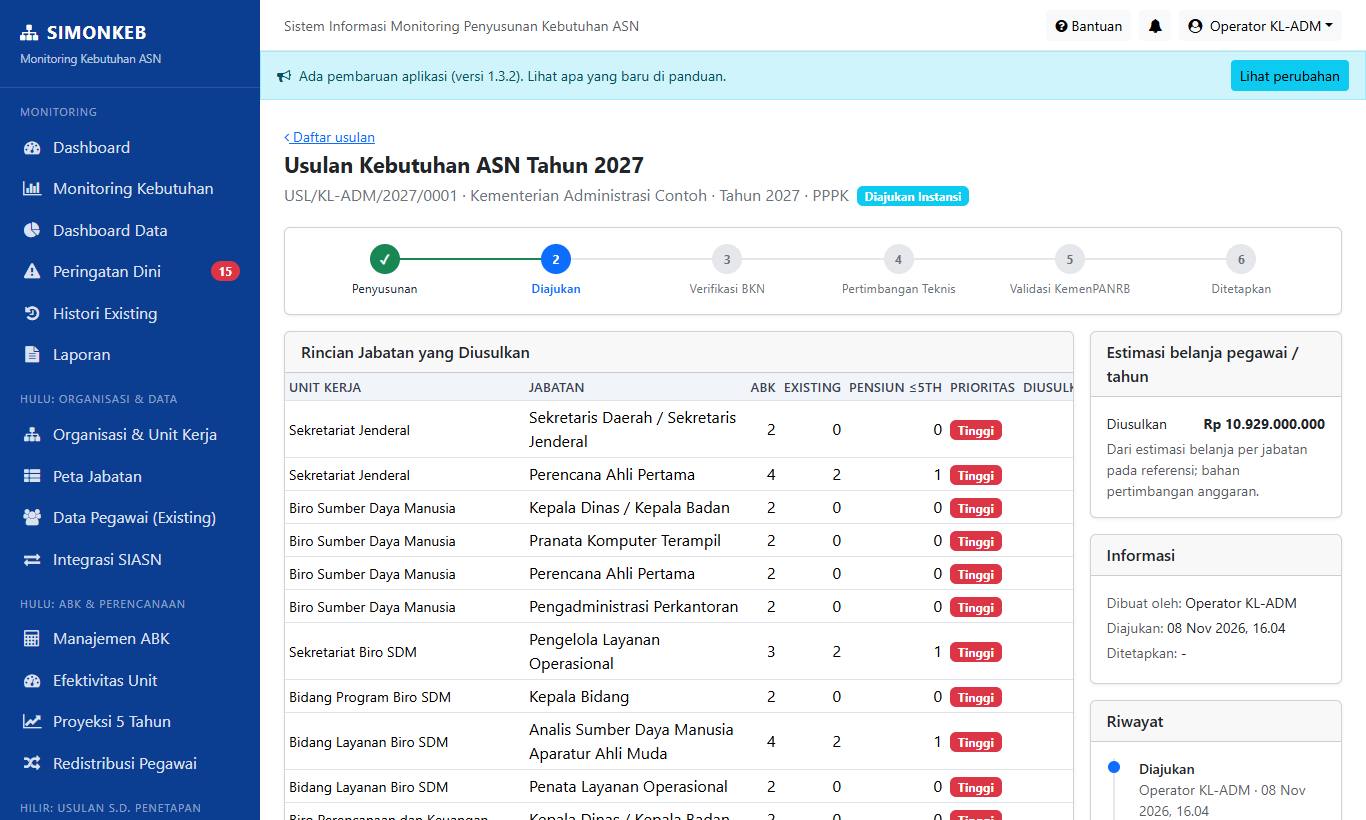 SIMONKEB
Monitoring Kebutuhan ASN
MONITORING
Dashboard
Monitoring Kebutuhan
Dashboard Data
Peringatan Dini 15
Histori Existing
Laporan
HULU: ORGANISASI & DATA
Organisasi & Unit Kerja
Peta Jabatan
Data Pegawai (Existing)
Integrasi SIASN
HULU: ABK & PERENCANAAN
Manajemen ABK
Efektivitas Unit
Proyeksi 5 Tahun
Redistribusi Pegawai
HILIR: USULAN S.D. PENETAPAN
Sistem Informasi Monitoring Penyusunan Kebutuhan ASN
Bantuan
Operator KL-ADM
Ada pembaruan aplikasi (versi 1.3.2). Lihat apa yang baru di panduan.
Lihat perubahan
Daftar usulan
Usulan Kebutuhan ASN Tahun 2027
USL/KL-ADM/2027/0001 · Kementerian Administrasi Contoh · Tahun 2027 · PPPK Diajukan Instansi
✓ 2 3 4 5 6
Penyusunan Diajukan Verifikasi BKN Pertimbangan Teknis Validasi KemenPANRB Ditetapkan
Rincian Jabatan yang Diusulkan
UNIT KERJA JABATAN ABK EXISTING PENSIUN ≤5TH PRIORITAS
Sekretariat Jenderal Sekretaris Daerah / Sekretaris Jenderal 2 0 0 Tinggi
Sekretariat Jenderal Perencana Ahli Pertama 4 2 1 Tinggi
Biro Sumber Daya Manusia Kepala Dinas / Kepala Badan 2 0 0 Tinggi
Biro Sumber Daya Manusia Pranata Komputer Terampil 2 0 0 Tinggi
Biro Sumber Daya Manusia Perencana Ahli Pertama 2 0 0 Tinggi
Biro Sumber Daya Manusia Pengadministrasi Perkantoran 2 0 0 Tinggi
Sekretariat Biro SDM Pengelola Layanan Operasional 3 2 1 Tinggi
Bidang Program Biro SDM Kepala Bidang 2 0 0 Tinggi
Bidang Layanan Biro SDM Analis Sumber Daya Manusia Aparatur Ahli Muda 4 2 1 Tinggi
Bidang Layanan Biro SDM Penata Layanan Operasional 2 0 0 Tinggi
Biro Perencanaan dan Keuangan Kepala Dinas / Kepala Badan 2 0 0 Tinggi
Estimasi belanja pegawai /
tahun
Diusulkan Rp 10.929.000.000
Dari estimasi belanja per jabatan
pada referensi; bahan
pertimbangan anggaran.
Informasi
Dibuat oleh: Operator KL-ADM
Diajukan: 08 Nov 2026, 16.04
Ditetapkan: -
Riwayat
Diajukan
Operator KL-ADM · 08 Nov
2026, 16.04